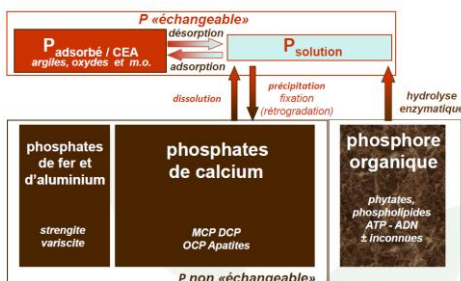 P «échangeable»
désorption
Padsorbé / CEA
argiles, oxydes et m.o.
adsorption
Psolution
dissolution
précipitation
fixation
(rétrogradation)
hydrolyse
enzymatique
phosphates
de fer et
d'aluminium
strengite
variscite
phosphates
de calcium
MCP DCP
OCP Apatites
phosphore
organique
phytates,
phospholipides
ATP - ADN
± inconnues
P non «échangeable»